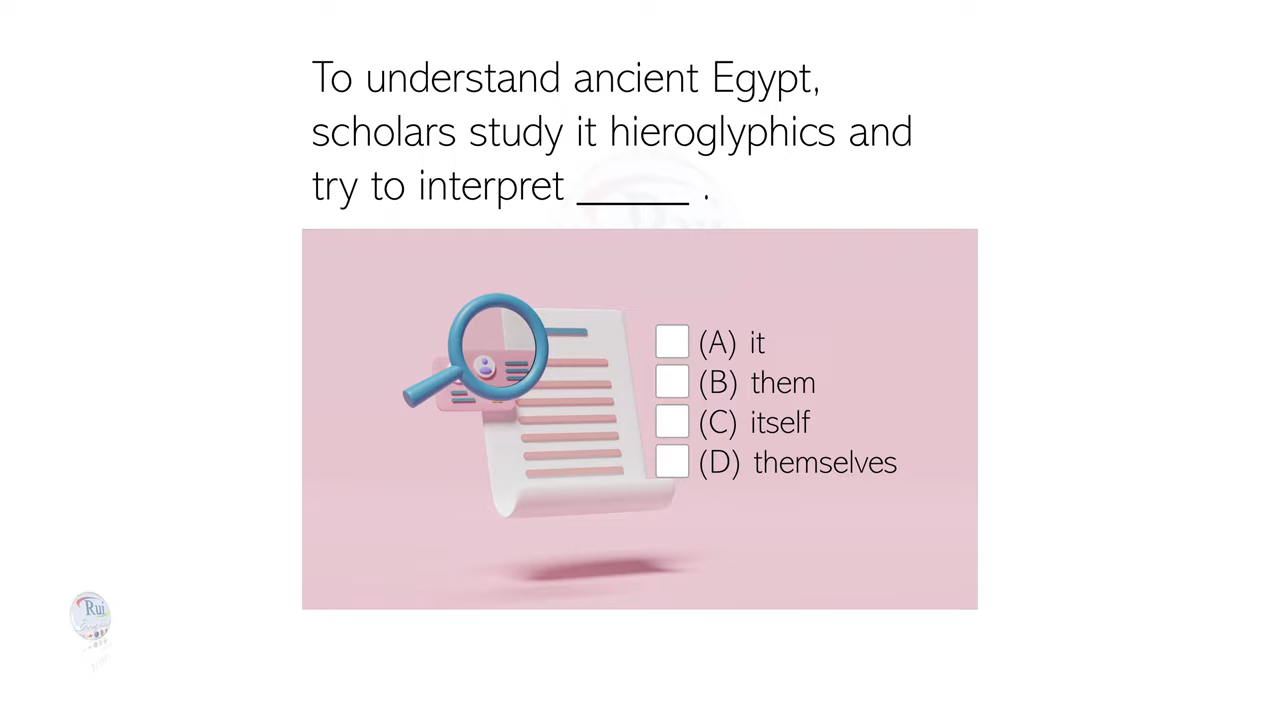 To understand ancient Egypt,
scholars study it hieroglyphics and
try to interpret ______ .
(A) it
(B) them
(C) itself
(D) themselves
Rui